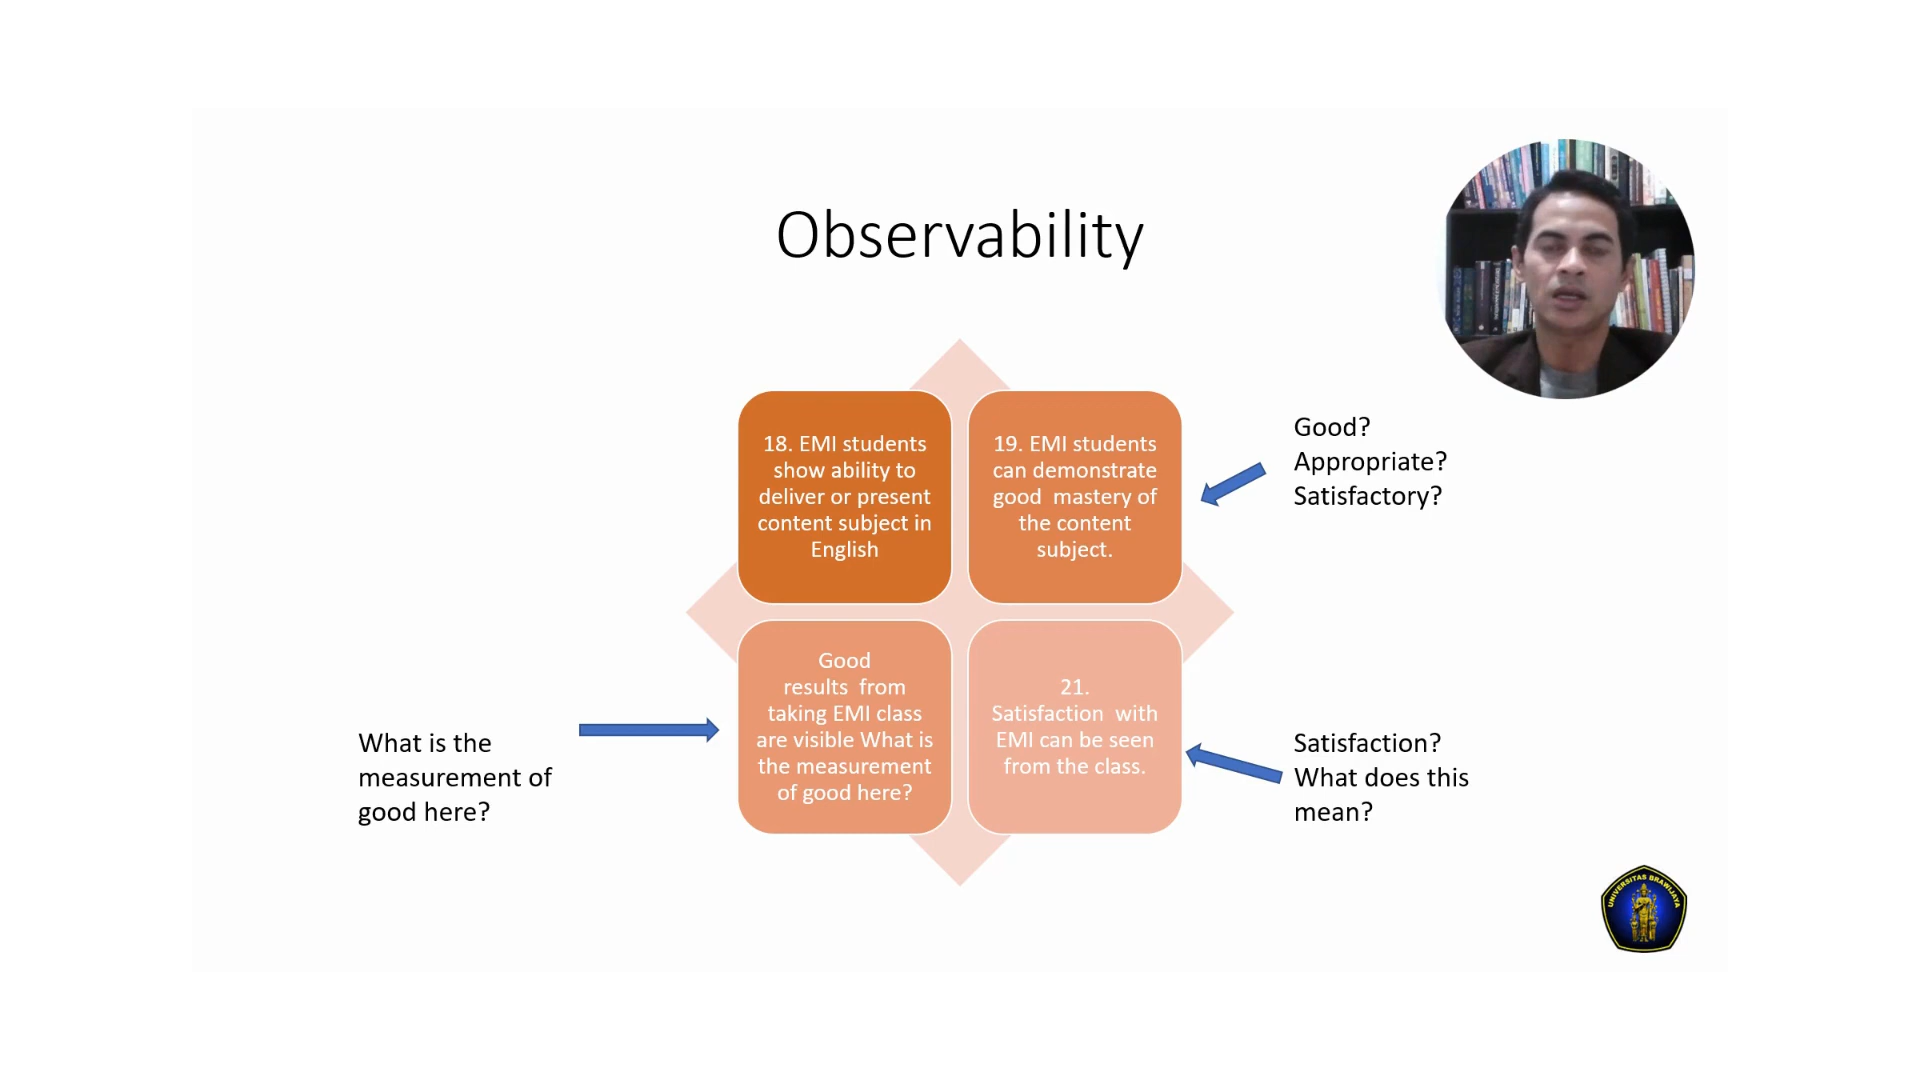 Observability
18. EMI students
show ability to
deliver or present
content subject in
English
19. EMI students
can demonstrate
good  mastery of
the content
subject.
Good?
Appropriate?
Satisfactory?
Good
results  from
taking EMI class
are visible What is
the measurement
of good here?
21.
Satisfaction  with
EMI can be seen
from the class.
What is the
measurement of
good here?
Satisfaction?
What does this
mean?
UNIVERSITAS BRAWIJAYA